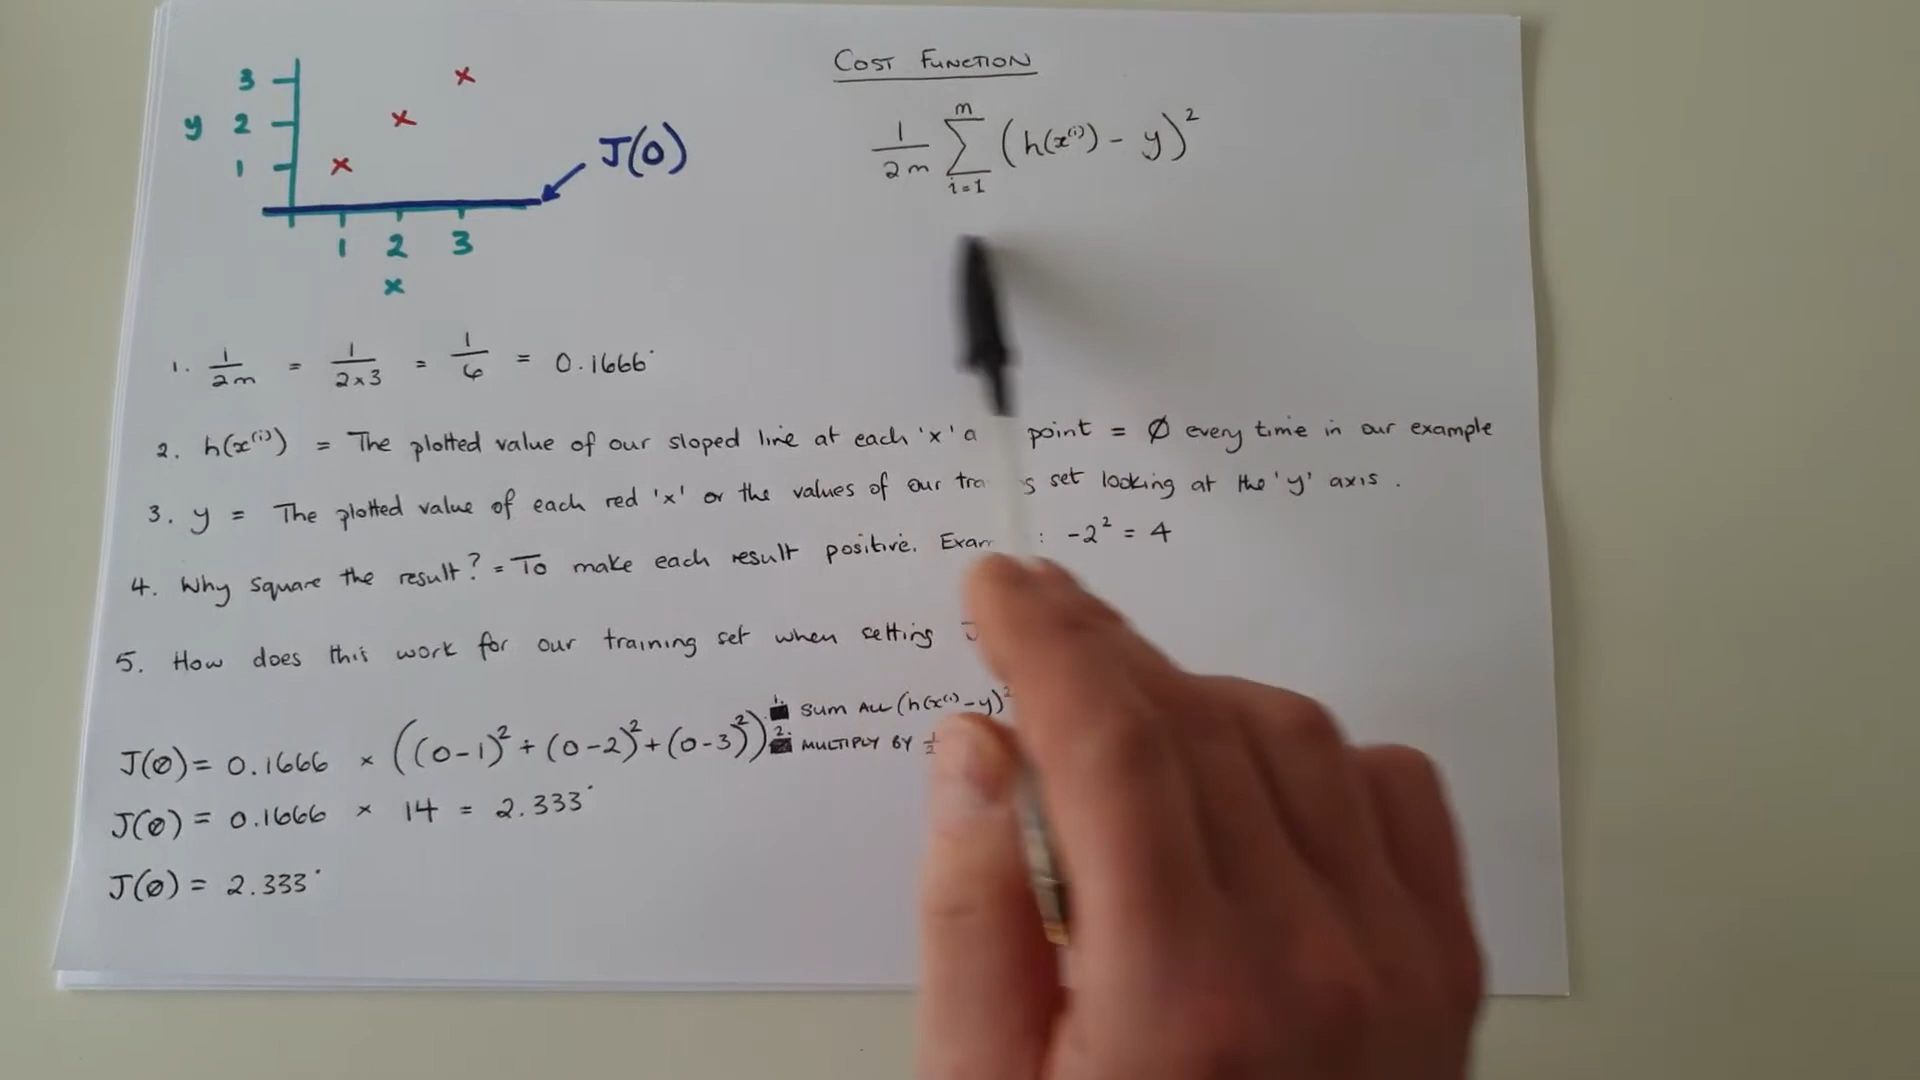 COST FUNCTION
3
y 2
1
J(0)
1 2 3
x
1/2m Σ i=1 m (h(x⁽ⁱ⁾) - y)²
1. 1/2m = 1/2x3 = 1/6 = 0.1666˙
2. h(x⁽ⁱ⁾) = The plotted value of our sloped line at each 'x' a point = Ø every time in our example
3. y = The plotted value of each red 'x' or the values of our tra s set looking at the 'y' axis.
4. Why square the result? = To make each result positive. Exam : -2² = 4
5. How does this work for our training set when setting J
J(Ø) = 0.1666 × ((0-1)² + (0-2)² + (0-3)²)
1. SUM ALL (h(x⁽ⁱ⁾-y)²
2. MULTIPLY BY 1/2
J(Ø) = 0.1666 × 14 = 2.333˙
J(Ø) = 2.333˙